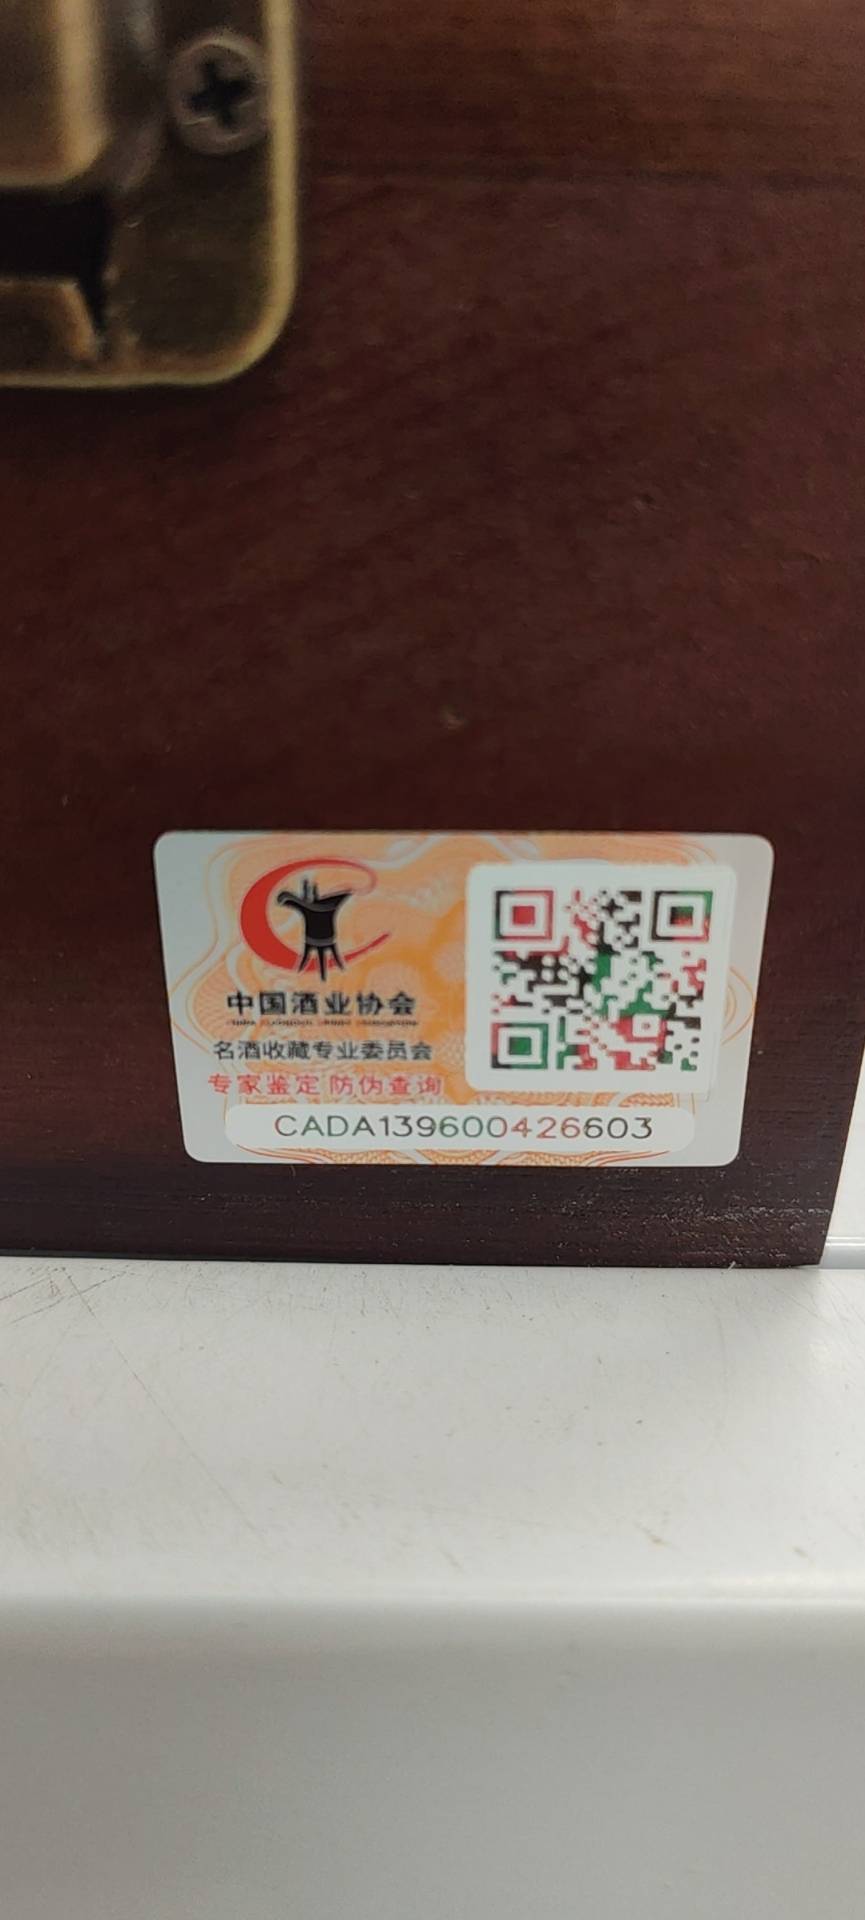 中国酒业协会
名酒收藏专业委员会
专家鉴定 防伪查询
CADA139600426603